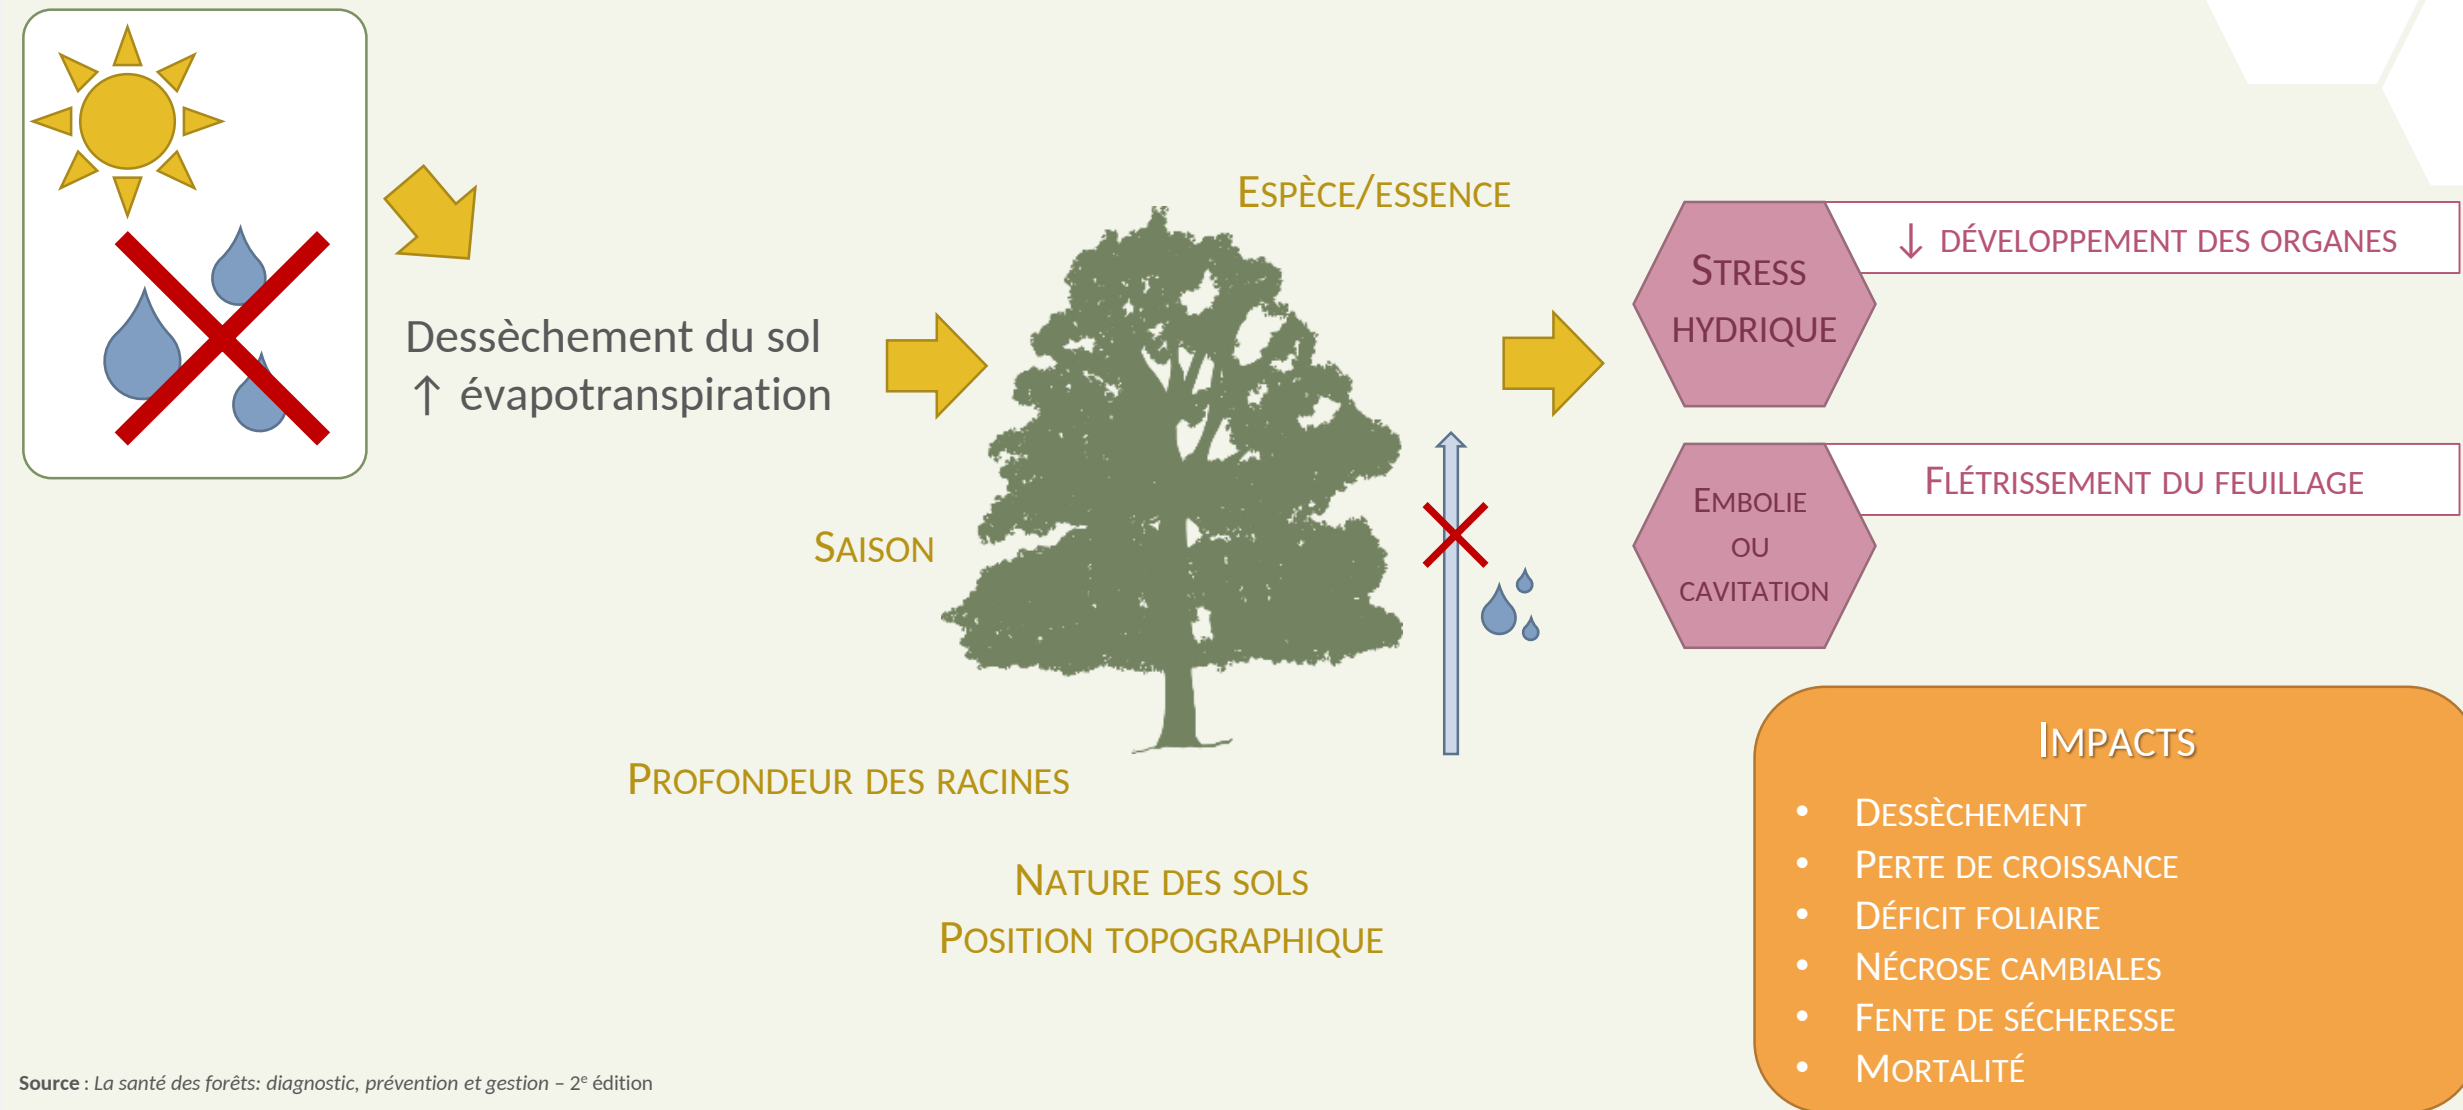 Dessèchement du sol
↑ évapotranspiration
Espèce/essence
Saison
Profondeur des racines
Nature des sols
Position topographique
Stress
hydrique
↓ développement des organes
Embolie
ou
cavitation
Flétrissement du feuillage
Impacts
• Dessèchement
• Perte de croissance
• Déficit foliaire
• Nécrose cambiales
• Fente de sécheresse
• Mortalité
Source : La santé des forêts: diagnostic, prévention et gestion – 2e édition